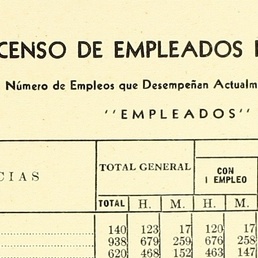 CENSO DE EMPLEADOS
Número de Empleos que Desempeñan
"EMPLEADOS"
TOTAL GENERAL
CON
1 EMPLEO
CIAS
TOTAL H. M. H. M.
140 123 17 120 17
938 679 259 676 258
620 468 152 463 147